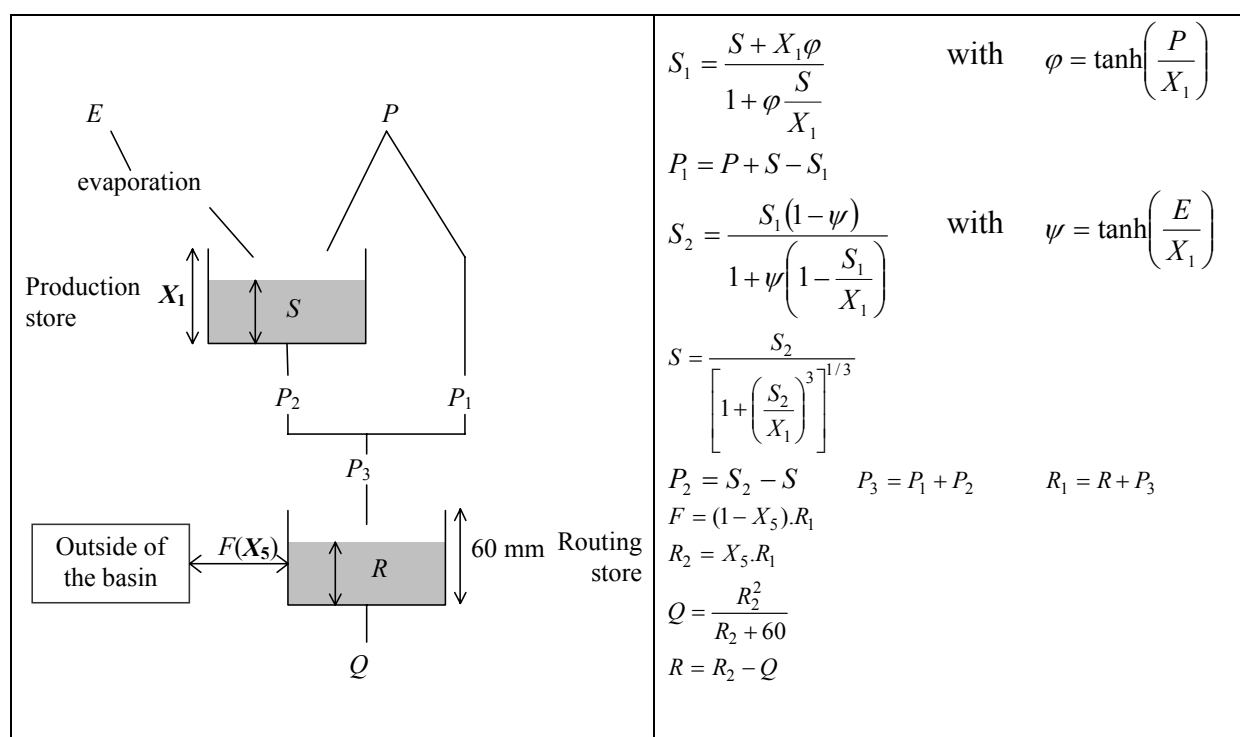 E P
evaporation
Production
store
X₁
S
P₂ P₁
P₃
Outside of
the basin
F(X₅)
R
60 mm Routing
store
Q
S₁ = (S + X₁φ) / (1 + φ S/X₁) with φ = tanh(P/X₁)
P₁ = P + S − S₁
S₂ = S₁(1 − ψ) / (1 + ψ(1 − S₁/X₁)) with ψ = tanh(E/X₁)
S = S₂ / [1 + (S₂/X₁)³]^{1/3}
P₂ = S₂ − S P₃ = P₁ + P₂ R₁ = R + P₃
F = (1 − X₅).R₁
R₂ = X₅.R₁
Q = R₂² / (R₂ + 60)
R = R₂ − Q